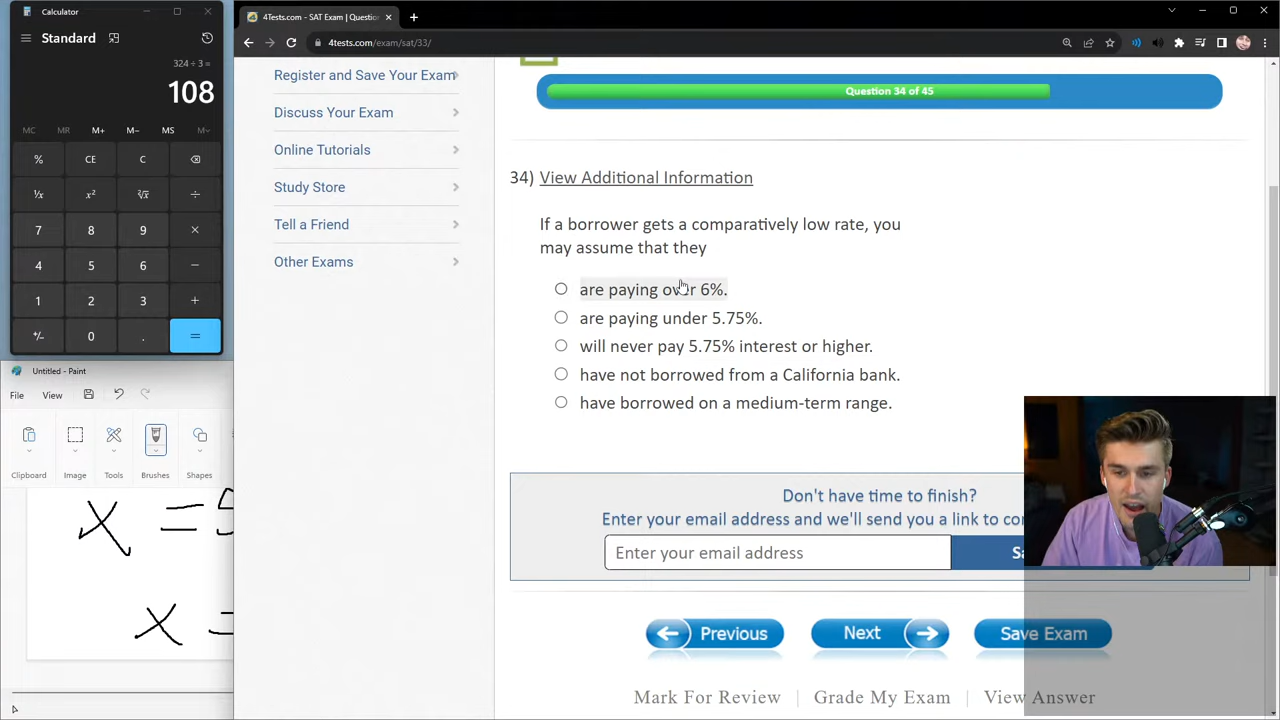 Calculator
Standard
324 ÷ 3 =
108
MC MR M+ M− MS M˅
% CE C
¹/x x² ²√x ÷
7 8 9 ×
4 5 6 −
1 2 3 +
+/− 0 . =
Untitled - Paint
File View
Clipboard Image Tools Brushes Shapes
x = 5
x =
4Tests.com - SAT Exam | Question
4tests.com/exam/sat/33/
Register and Save Your Exam
Discuss Your Exam
Online Tutorials
Study Store
Tell a Friend
Other Exams
Question 34 of 45
34) View Additional Information
If a borrower gets a comparatively low rate, you
may assume that they
are paying over 6%.
are paying under 5.75%.
will never pay 5.75% interest or higher.
have not borrowed from a California bank.
have borrowed on a medium-term range.
Don't have time to finish?
Enter your email address and we'll send you a link to
Enter your email address
Previous Next Save Exam
Mark For Review | Grade My Exam | View Answer